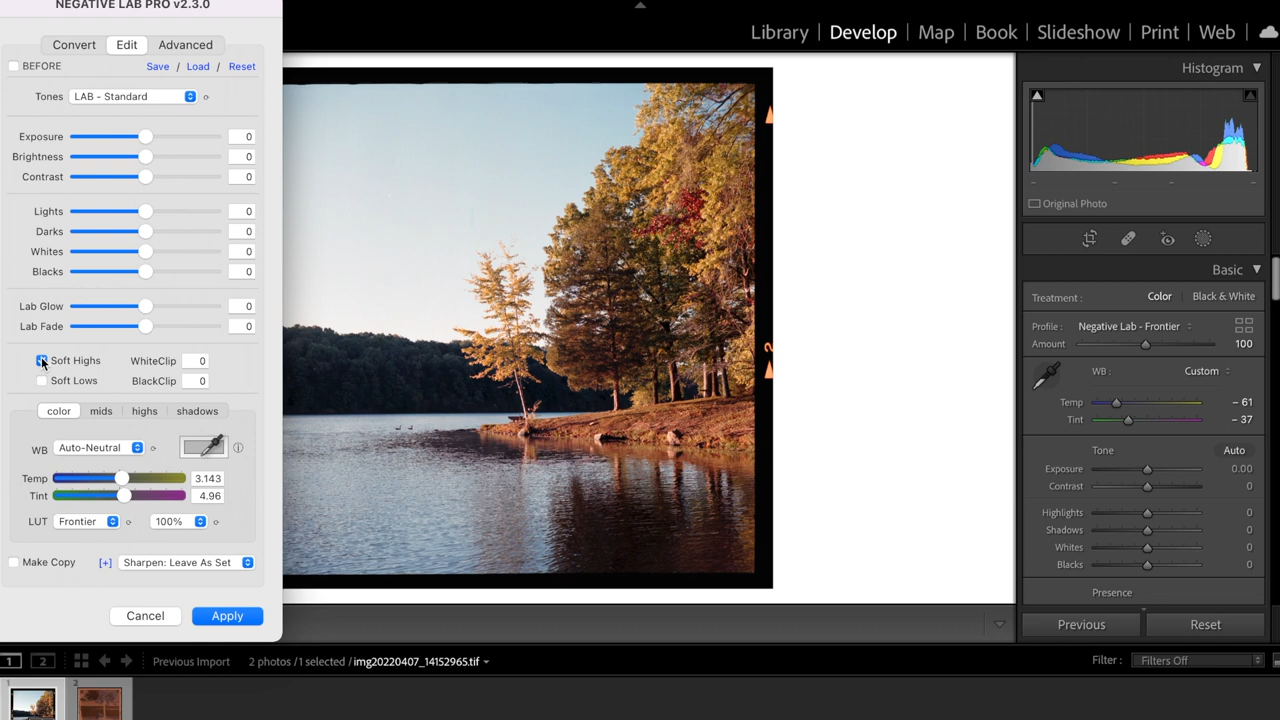 NEGATIVE LAB PRO v2.3.0
Convert Edit Advanced
BEFORE Save / Load / Reset
Tones LAB - Standard
Exposure 0
Brightness 0
Contrast 0
Lights 0
Darks 0
Whites 0
Blacks 0
Lab Glow 0
Lab Fade 0
Soft Highs WhiteClip 0
Soft Lows BlackClip 0
color mids highs shadows
WB Auto-Neutral
Temp 3.143
Tint 4.96
LUT Frontier 100%
Make Copy [+] Sharpen: Leave As Set
Cancel Apply
2
Library | Develop | Map | Book | Slideshow | Print | Web
Histogram
Original Photo
Basic
Treatment : Color Black & White
Profile : Negative Lab - Frontier
Amount 100
WB : Custom
Temp – 61
Tint – 37
Tone Auto
Exposure 0.00
Contrast 0
Highlights 0
Shadows 0
Whites 0
Blacks 0
Presence
Previous Reset
1 2 Previous Import 2 photos / 1 selected / img20220407_14152965.tif Filter : Filters Off
1 2